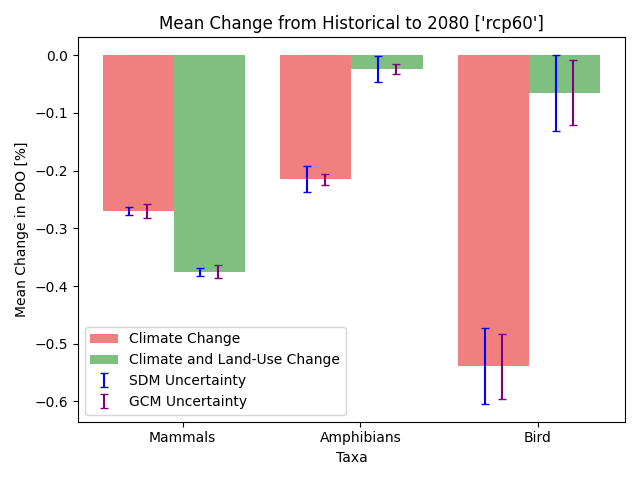 Mean Change from Historical to 2080 ['rcp60']
Mean Change in POO [%]
0.0
−0.1
−0.2
−0.3
−0.4
−0.5
−0.6
Climate Change
Climate and Land-Use Change
SDM Uncertainty
GCM Uncertainty
Mammals
Amphibians
Bird
Taxa